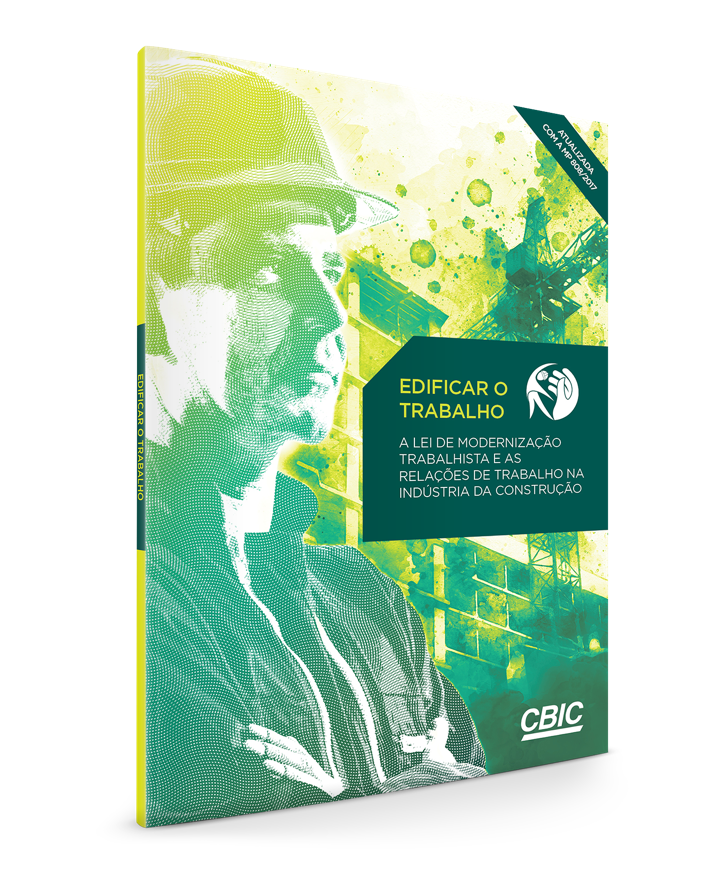 ATUALIZADA
COM A MP 808/2017
EDIFICAR O
TRABALHO
A LEI DE MODERNIZAÇÃO
TRABALHISTA E AS
RELAÇÕES DE TRABALHO NA
INDÚSTRIA DA CONSTRUÇÃO
EDIFICAR O TRABALHO
CBIC